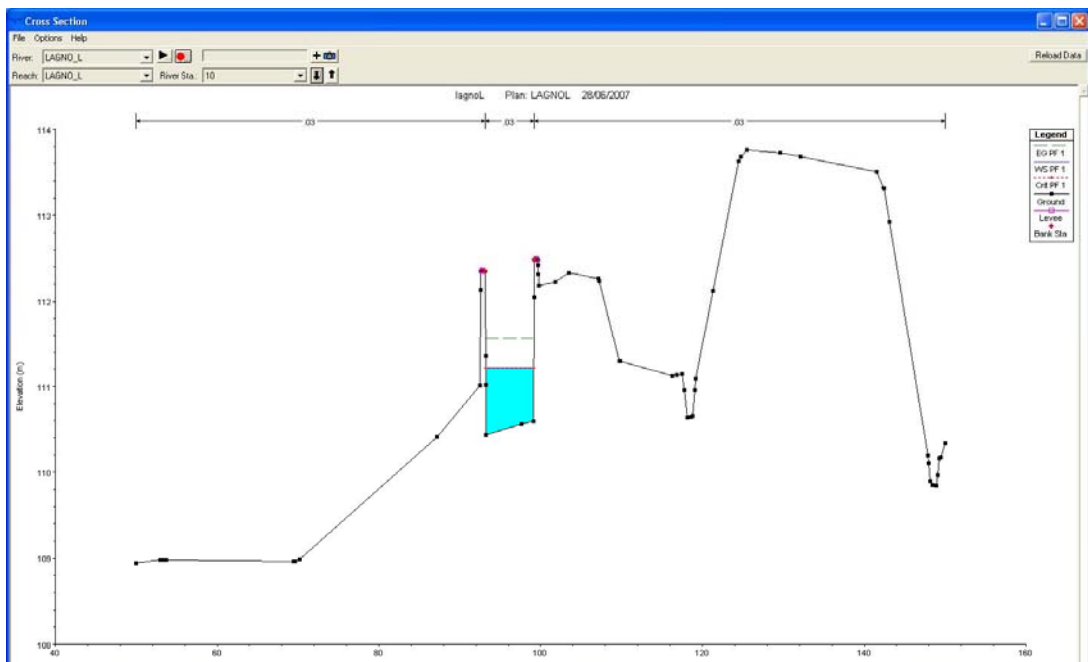 Cross Section
File Options Help
River: LAGNO_L
Reload Data
Reach: LAGNO_L River Sta.: 10
lagnoL Plan: LAGNOL 28/06/2007
.03 .03 .03
Legend
EG PF 1
WS PF 1
Crit PF 1
Ground
Levee
Bank Sta
114
113
112
111
110
109
108
Elevation (m)
40 60 80 100 120 140 160